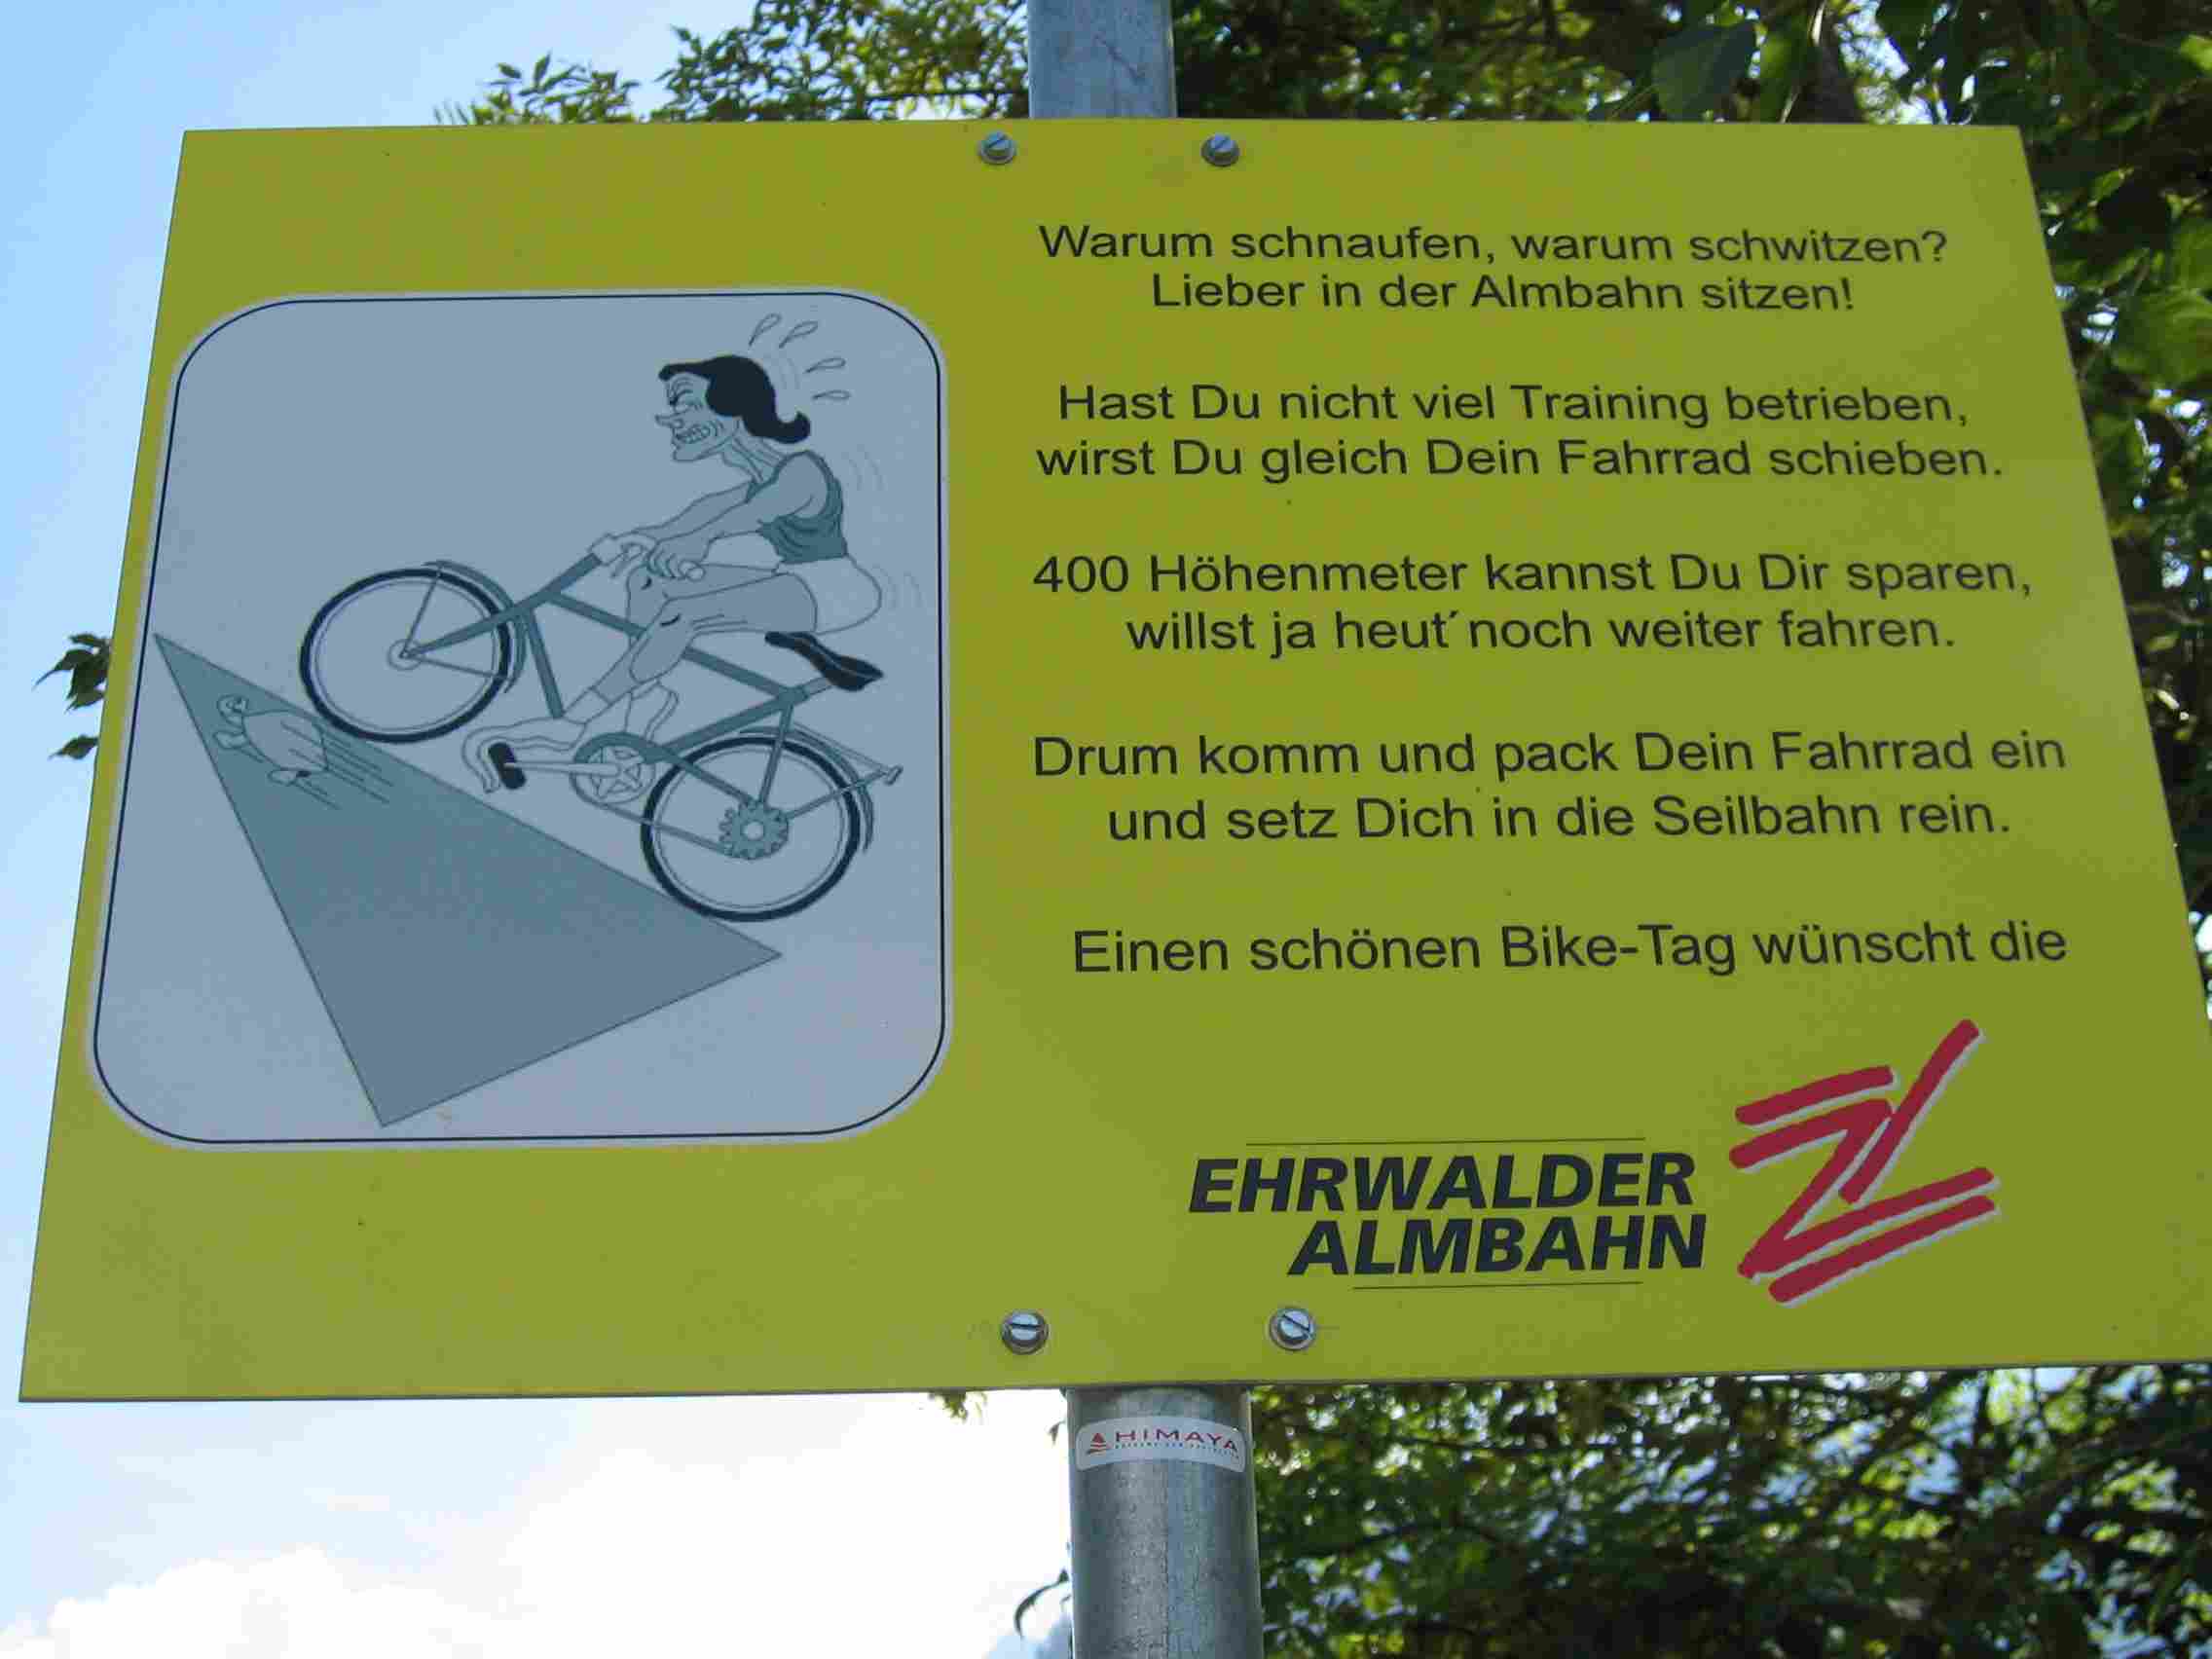 Warum schnaufen, warum schwitzen?
Lieber in der Almbahn sitzen!
Hast Du nicht viel Training betrieben,
wirst Du gleich Dein Fahrrad schieben.
400 Höhenmeter kannst Du Dir sparen,
willst ja heut´noch weiter fahren.
Drum komm und pack Dein Fahrrad ein
und setz Dich in die Seilbahn rein.
Einen schönen Bike-Tag wünscht die
EHRWALDER
ALMBAHN
HIMAYA